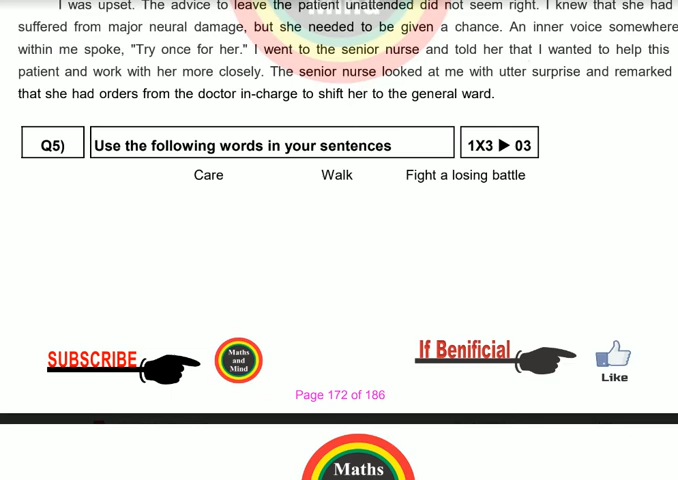 I was upset. The advice to leave the patient unattended did not seem right. I knew that she had
suffered from major neural damage, but she needed to be given a chance. An inner voice somewhere
within me spoke, "Try once for her." I went to the senior nurse and told her that I wanted to help this
patient and work with her more closely. The senior nurse looked at me with utter surprise and remarked
that she had orders from the doctor in-charge to shift her to the general ward.
Q5) Use the following words in your sentences 1X3 ▶ 03
Care Walk Fight a losing battle
SUBSCRIBE
Maths
and
Mind
If Benificial
Like
Page 172 of 186
Maths